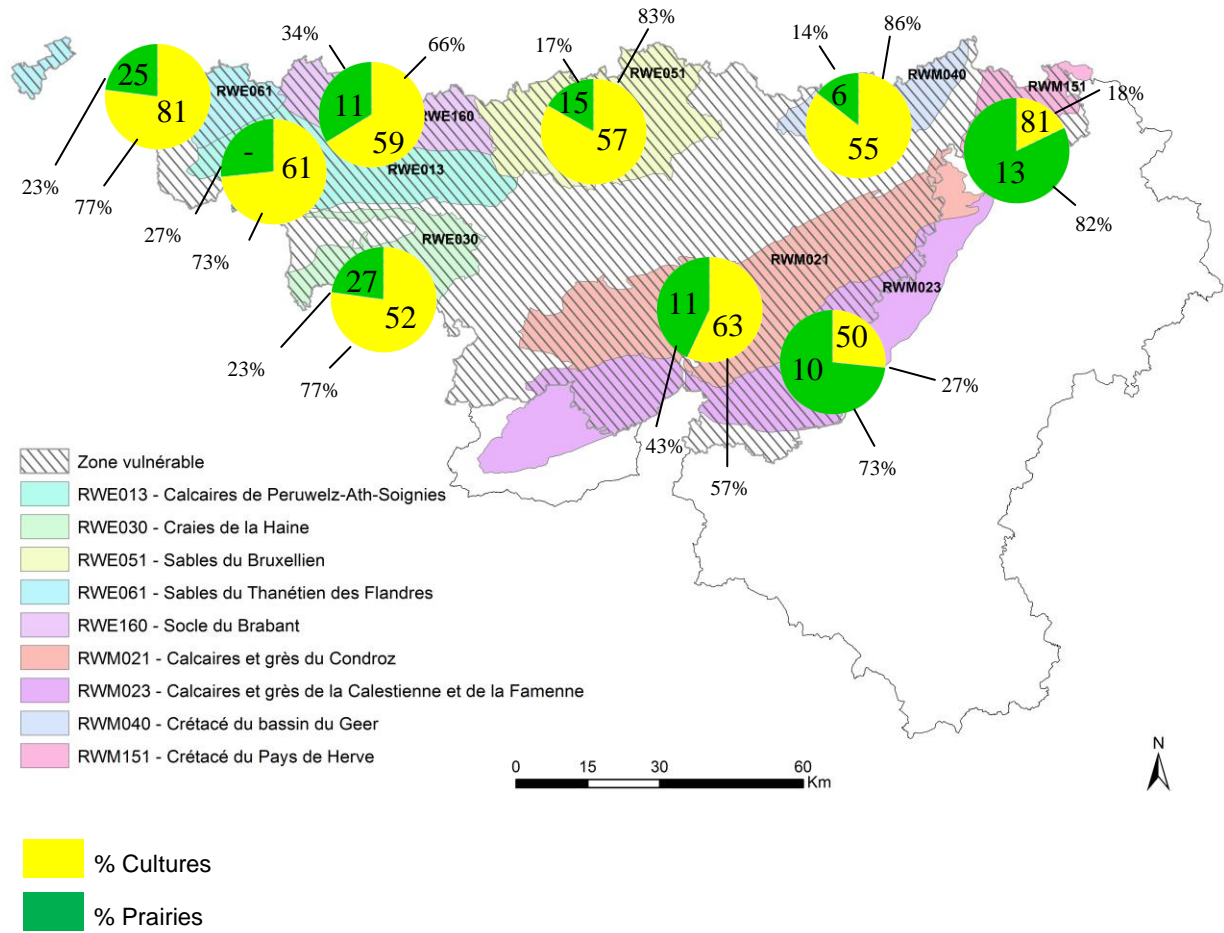 83%
34%
17%
86%
66%
14%
RWE051
RWM040
25
RWE061
RWM151
11
15
6
18%
81
RWE160
59
57
55
81
-
61
RWE013
13
23%
77%
27%
73%
82%
RWE030
RWM021
RWM023
27
52
11
63
50
10
23%
77%
27%
43%
73%
57%
Zone vulnérable
RWE013 - Calcaires de Peruwelz-Ath-Soignies
RWE030 - Craies de la Haine
RWE051 - Sables du Bruxellien
RWE061 - Sables du Thanétien des Flandres
RWE160 - Socle du Brabant
RWM021 - Calcaires et grès du Condroz
RWM023 - Calcaires et grès de la Calestienne et de la Famenne
RWM040 - Crétacé du bassin du Geer
RWM151 - Crétacé du Pays de Herve
N
0 15 30 60
Km
% Cultures
% Prairies